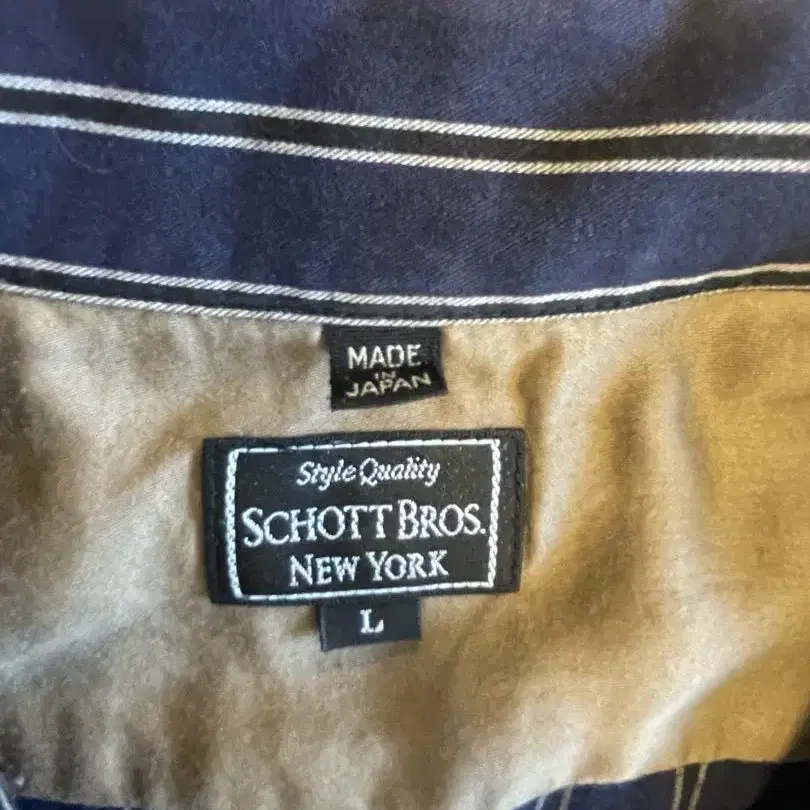 MADE
IN
JAPAN
Style Quality
SCHOTT BROS.
NEW YORK
L